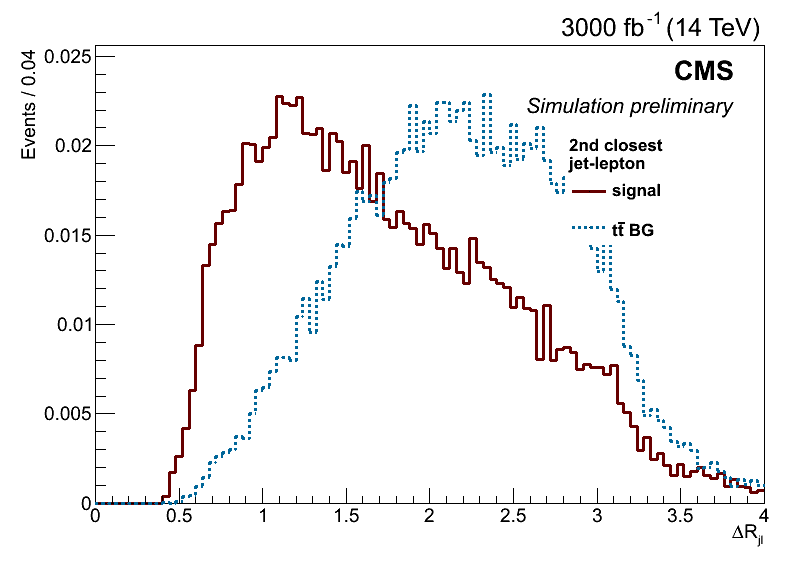 3000 fb⁻¹ (14 TeV)
Events / 0.04
0.025
0.02
0.015
0.01
0.005
0
CMS
Simulation preliminary
2nd closest
jet-lepton
signal
tt̄ BG
0 0.5 1 1.5 2 2.5 3 3.5 4
ΔR_jl